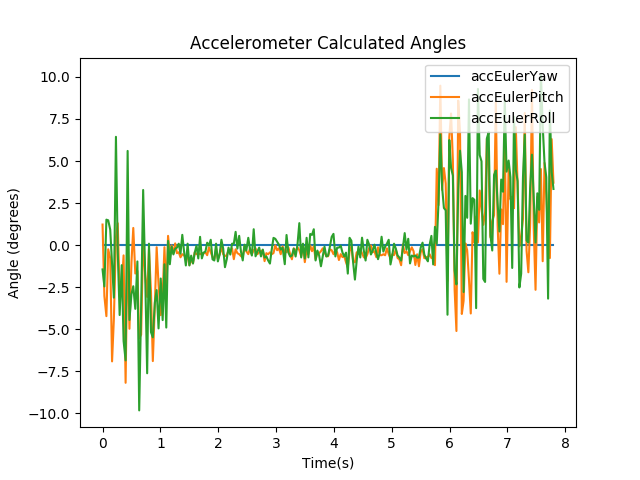 Accelerometer Calculated Angles
accEulerYaw
accEulerPitch
accEulerRoll
Angle (degrees)
10.0
7.5
5.0
2.5
0.0
−2.5
−5.0
−7.5
−10.0
0 1 2 3 4 5 6 7 8
Time(s)